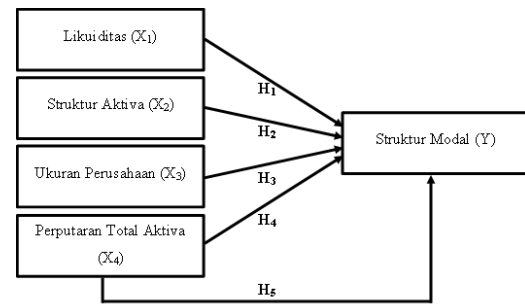 Likuiditas (X₁)
H₁
Struktur Aktiva (X₂)
H₂
Struktur Modal (Y)
Ukuran Perusahaan (X₃)
H₃
H₄
Perputaran Total Aktiva
(X₄)
H₅